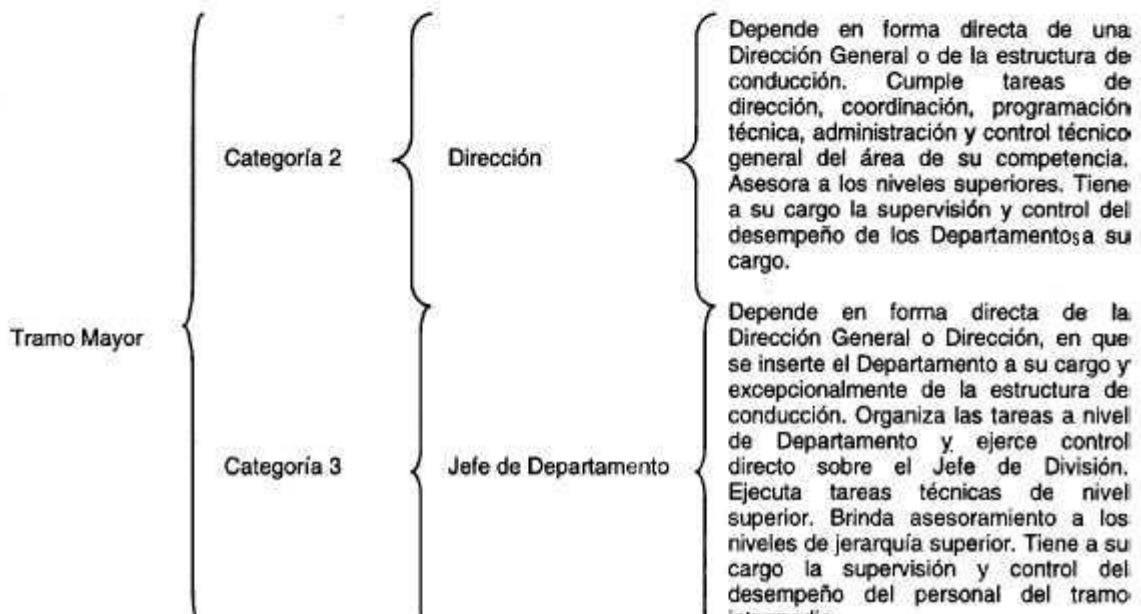 Depende en forma directa de una
Dirección General o de la estructura de
conducción. Cumple tareas de
dirección, coordinación, programación
técnica, administración y control técnico
Categoría 2
Dirección
general del área de su competencia.
Asesora a los niveles superiores. Tiene
a su cargo la supervisión y control del
desempeño de los Departamentos a su
cargo.
Tramo Mayor
Depende en forma directa de la
Dirección General o Dirección, en que
se inserte el Departamento a su cargo y
excepcionalmente de la estructura de
conducción. Organiza las tareas a nivel
de Departamento y ejerce control
Categoría 3
Jefe de Departamento
directo sobre el Jefe de División.
Ejecuta tareas técnicas de nivel
superior. Brinda asesoramiento a los
niveles de jerarquía superior. Tiene a su
cargo la supervisión y control del
desempeño del personal del tramo